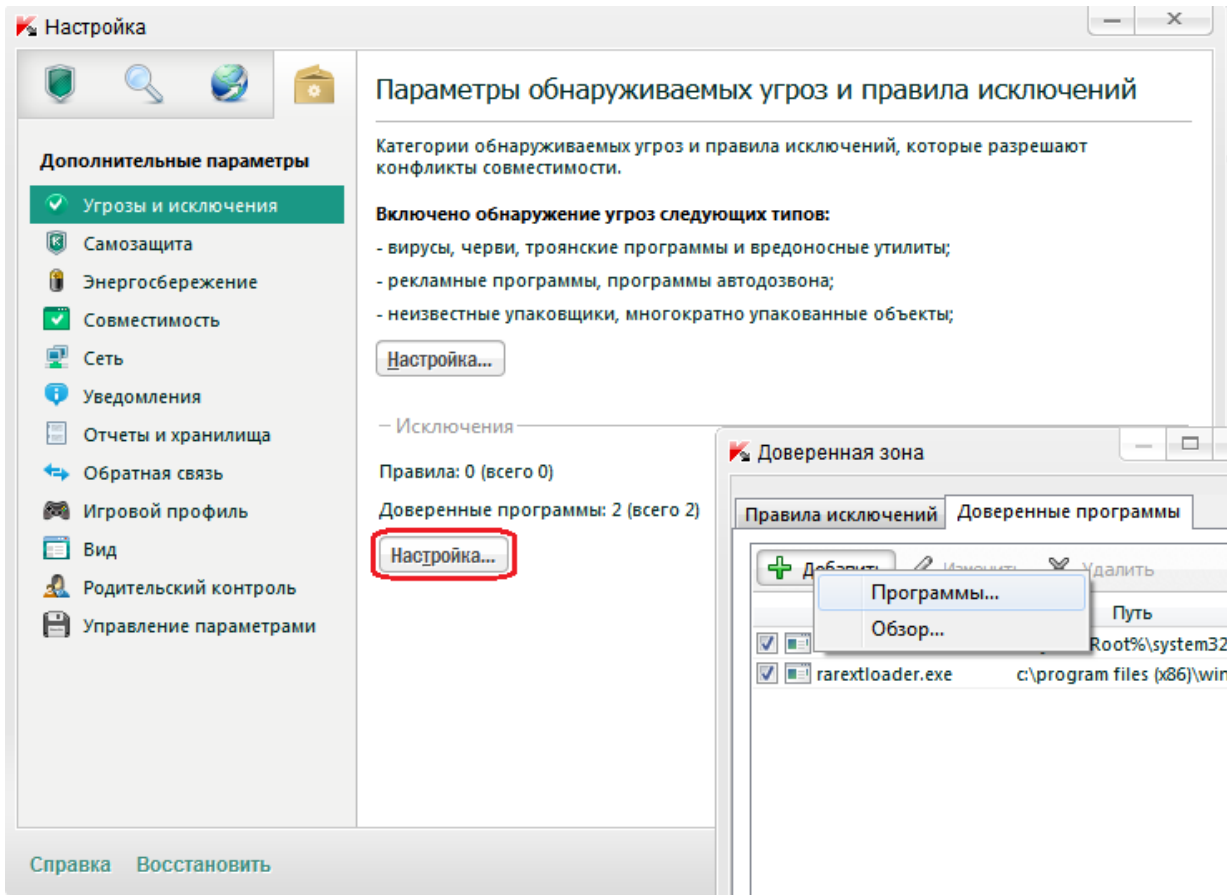 Настройка
Параметры обнаруживаемых угроз и правила исключений
Дополнительные параметры
Угрозы и исключения
Самозащита
Энергосбережение
Совместимость
Сеть
Уведомления
Отчеты и хранилища
Обратная связь
Игровой профиль
Вид
Родительский контроль
Управление параметрами
Категории обнаруживаемых угроз и правила исключений, которые разрешают
конфликты совместимости.
Включено обнаружение угроз следующих типов:
- вирусы, черви, троянские программы и вредоносные утилиты;
- рекламные программы, программы автодозвона;
- неизвестные упаковщики, многократно упакованные объекты;
Настройка...
Исключения
Правила: 0 (всего 0)
Доверенные программы: 2 (всего 2)
Настройка...
Доверенная зона
Правила исключений Доверенные программы
Добавить Изменить Удалить
Программы...
Обзор...
Путь
Root%\system32
rarextloader.exe c:\program files (x86)\win
Справка Восстановить